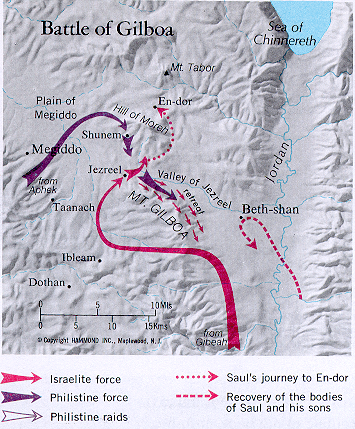 Battle of Gilboa
Sea of
Chinnereth
Mt. Tabor
Plain of
Megiddo
En-dor
Hill of Moreh
Shunem
Megiddo
Jordan
Jezreel
Valley of Jezreel
from
Aphek
retreat
Taanach
MT. GILBOA
Beth-shan
Ibleam
Dothan
0 5 10 Mls
0 5 10 15 Kms
© Copyright HAMMOND INC., Maplewood, N.J.
from
Gibeah
Israelite force
Philistine force
Philistine raids
Saul's journey to En-dor
Recovery of the bodies
of Saul and his sons